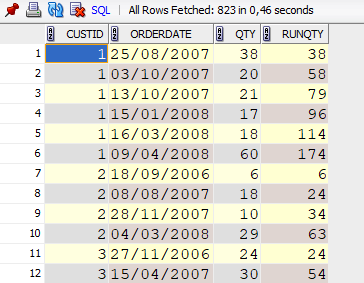 SQL | All Rows Fetched: 823 in 0,46 seconds
CUSTID ORDERDATE QTY RUNQTY
1 1 25/08/2007 38 38
2 1 03/10/2007 20 58
3 1 13/10/2007 21 79
4 1 15/01/2008 17 96
5 1 16/03/2008 18 114
6 1 09/04/2008 60 174
7 2 18/09/2006 6 6
8 2 08/08/2007 18 24
9 2 28/11/2007 10 34
10 2 04/03/2008 29 63
11 3 27/11/2006 24 24
12 3 15/04/2007 30 54